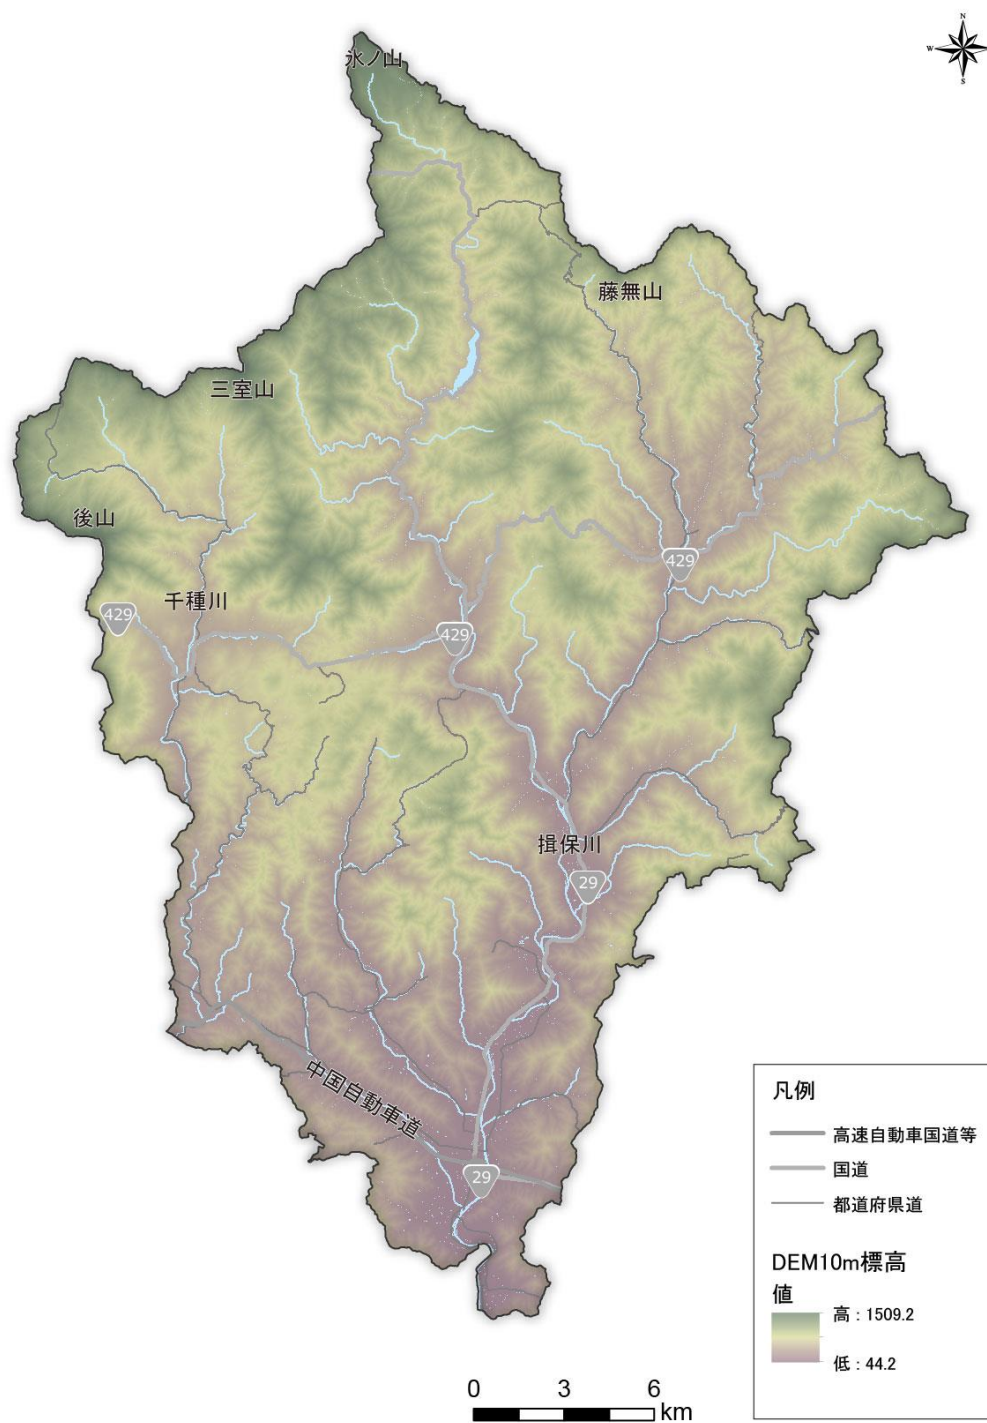 N
W
S
氷ノ山
藤無山
三室山
後山
429
千種川
429
429
揖保川
29
中国自動車道
29
凡例
高速自動車国道等
国道
都道府県道
DEM10m標高
値
高 : 1509.2
低 : 44.2
0 3 6
km